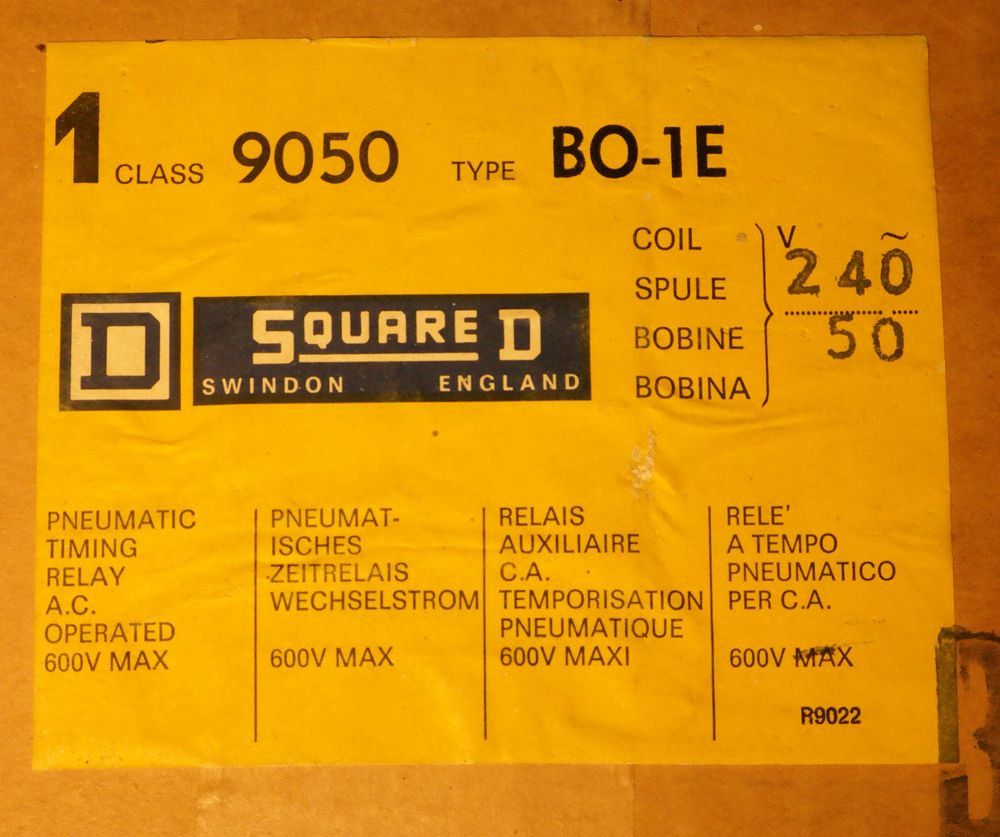 1 CLASS 9050 TYPE BO-1E
COIL
SPULE
BOBINE
BOBINA
V ~
240
50
D
SQUARE D
SWINDON ENGLAND
PNEUMATIC
TIMING
RELAY
A.C.
OPERATED
600V MAX
PNEUMAT-
ISCHES
ZEITRELAIS
WECHSELSTROM
600V MAX
RELAIS
AUXILIAIRE
C.A.
TEMPORISATION
PNEUMATIQUE
600V MAXI
RELE'
A TEMPO
PNEUMATICO
PER C.A.
600V MAX
R9022